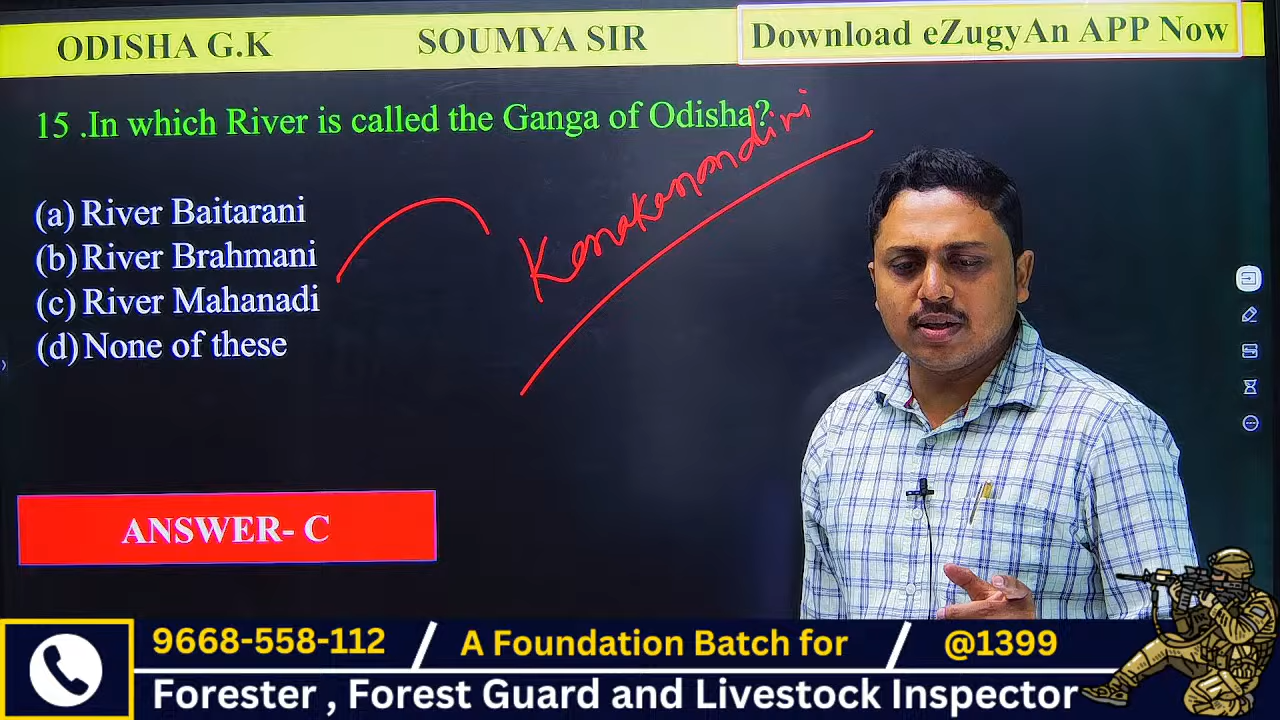 ODISHA G.K SOUMYA SIR Download eZugyAn APP Now
15 .In which River is called the Ganga of Odisha?
Kanakanandini
(a) River Baitarani
(b) River Brahmani
(c) River Mahanadi
(d) None of these
ANSWER- C
9668-558-112 / A Foundation Batch for / @1399
Forester , Forest Guard and Livestock Inspector